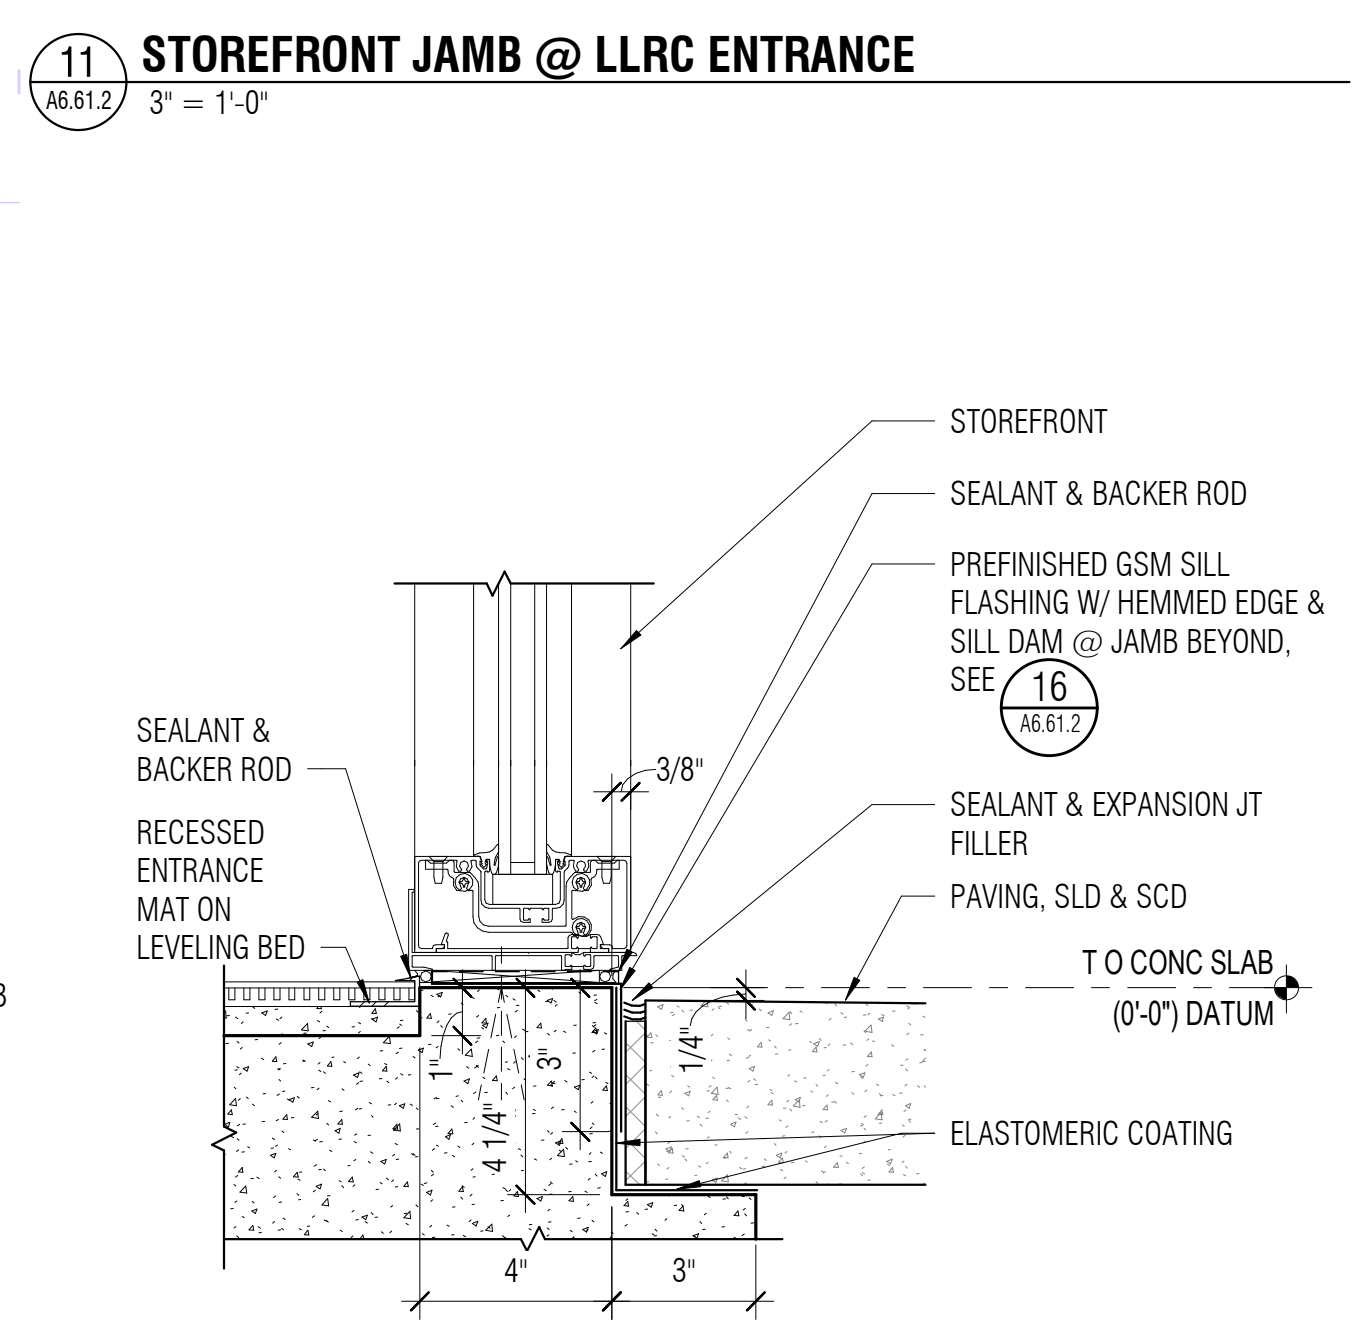 11
A6.61.2
STOREFRONT JAMB @ LLRC ENTRANCE
3" = 1'-0"
STOREFRONT
SEALANT & BACKER ROD
PREFINISHED GSM SILL
FLASHING W/ HEMMED EDGE &
SILL DAM @ JAMB BEYOND,
SEE
16
A6.61.2
SEALANT &
BACKER ROD
3/8"
RECESSED
ENTRANCE
MAT ON
LEVELING BED
SEALANT & EXPANSION JT
FILLER
PAVING, SLD & SCD
T O CONC SLAB
(0'-0") DATUM
1"
3"
1/4"
4 1/4"
ELASTOMERIC COATING
4"
3"